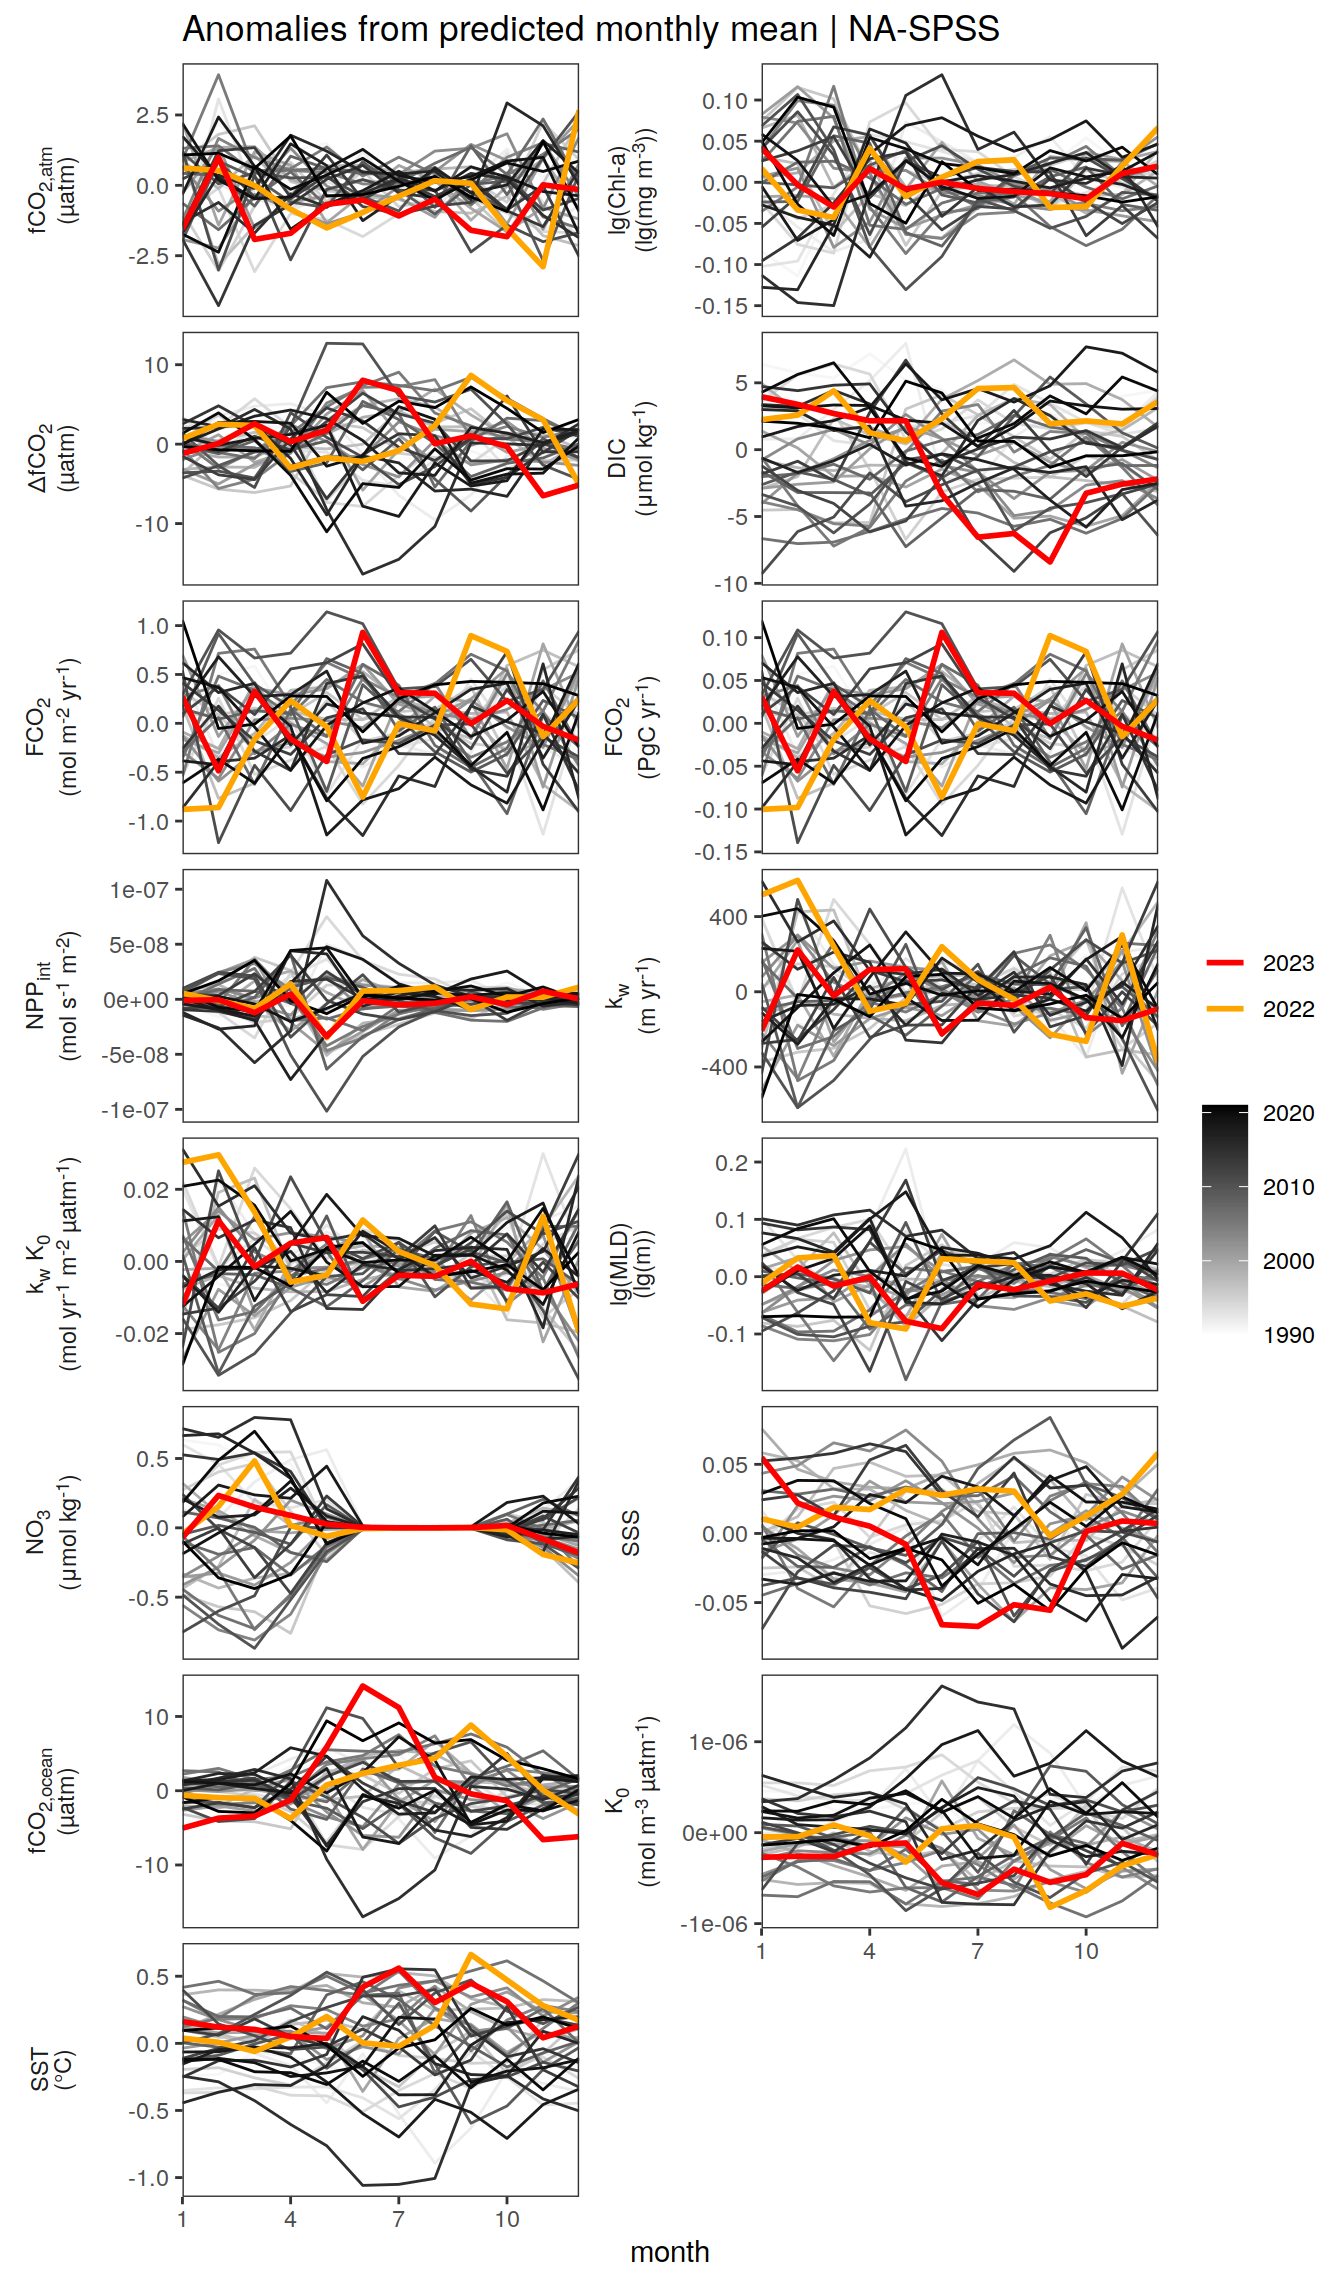 Anomalies from predicted monthly mean | NA-SPSS
fCO2,atm
(µatm)
2.5
0.0
-2.5
lg(Chl-a)
(lg(mg m-3))
0.10
0.05
0.00
-0.05
-0.10
-0.15
ΔfCO2
(µatm)
10
0
-10
DIC
(µmol kg-1)
5
0
-5
-10
FCO2
(mol m-2 yr-1)
1.0
0.5
0.0
-0.5
-1.0
FCO2
(PgC yr-1)
0.10
0.05
0.00
-0.05
-0.10
-0.15
NPPint
(mol s-1 m-2)
1e-07
5e-08
0e+00
-5e-08
-1e-07
kw
(m yr-1)
400
0
-400
2023
2022
kw K0
(mol yr-1 m-2 µatm-1)
0.02
0.00
-0.02
lg(MLD)
(lg(m))
0.2
0.1
0.0
-0.1
2020
2010
2000
1990
NO3
(µmol kg-1)
0.5
0.0
-0.5
SSS
0.05
0.00
-0.05
fCO2,ocean
(µatm)
10
0
-10
K0
(mol m-3 µatm-1)
1e-06
0e+00
-1e-06
1 4 7 10
SST
(°C)
0.5
0.0
-0.5
-1.0
1 4 7 10
month